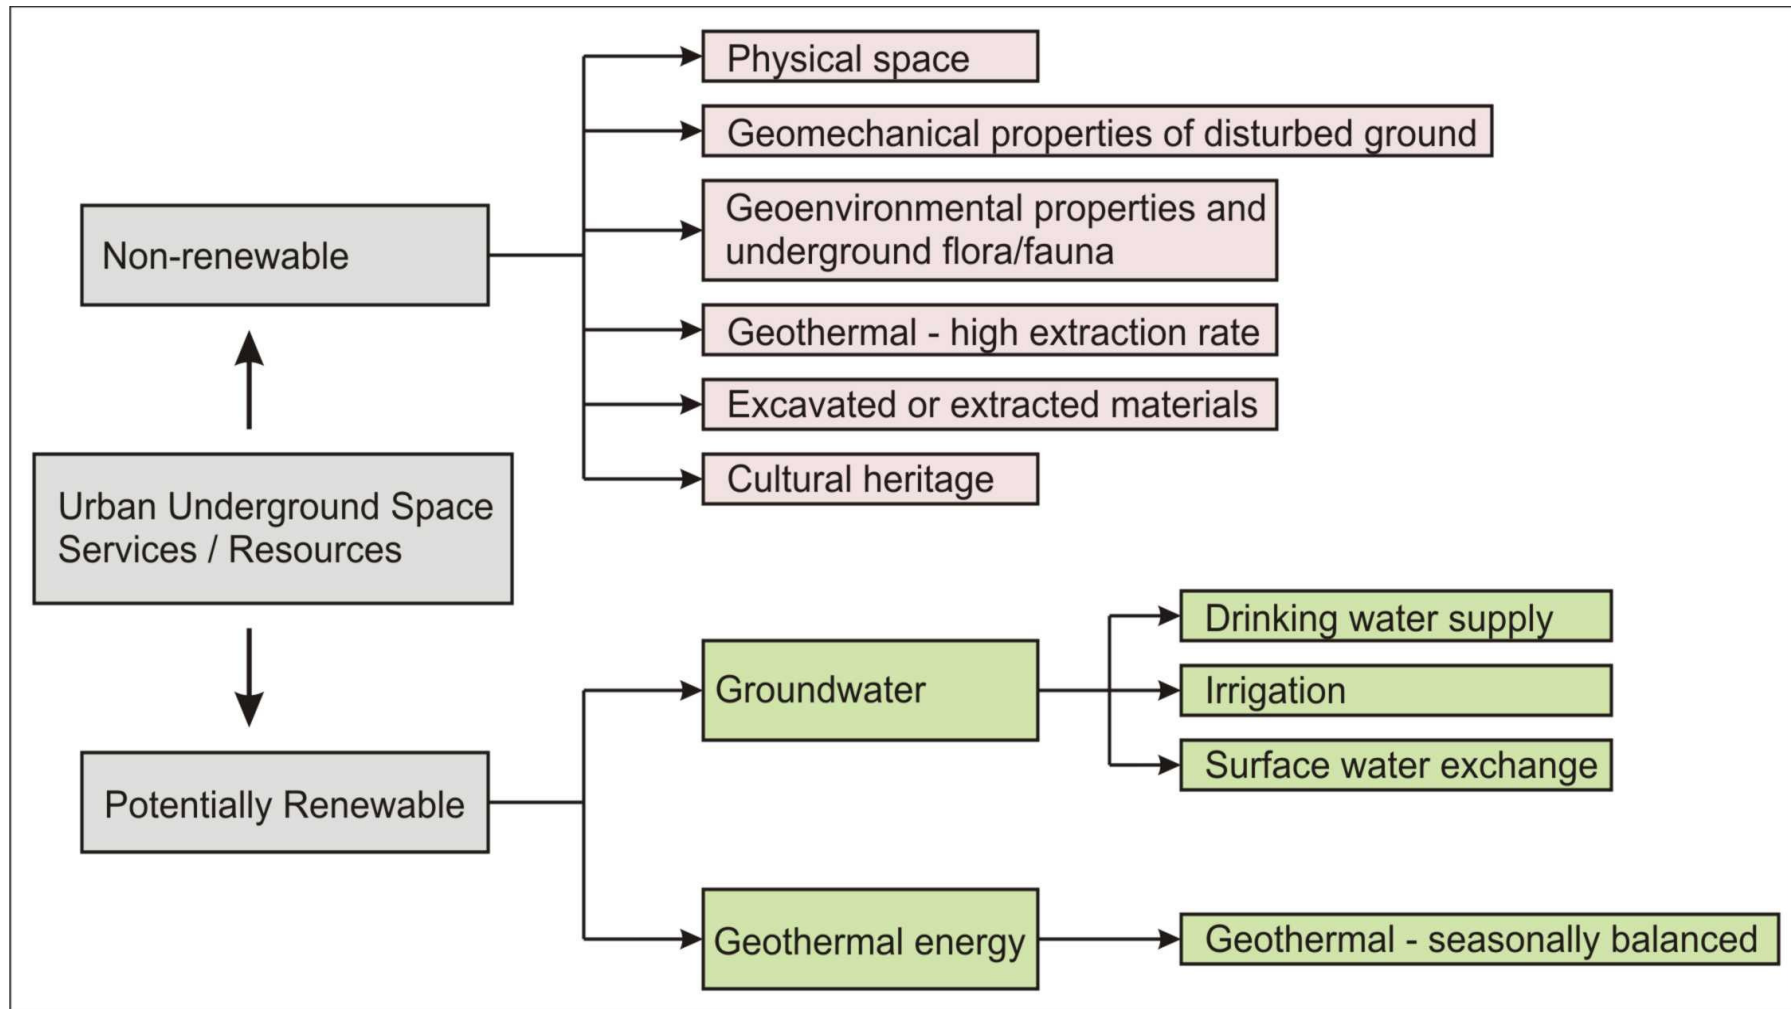 Physical space
Geomechanical properties of disturbed ground
Geoenvironmental properties and
underground flora/fauna
Non-renewable
Geothermal - high extraction rate
Excavated or extracted materials
Cultural heritage
Urban Underground Space
Services / Resources
Drinking water supply
Groundwater
Irrigation
Surface water exchange
Potentially Renewable
Geothermal energy
Geothermal - seasonally balanced